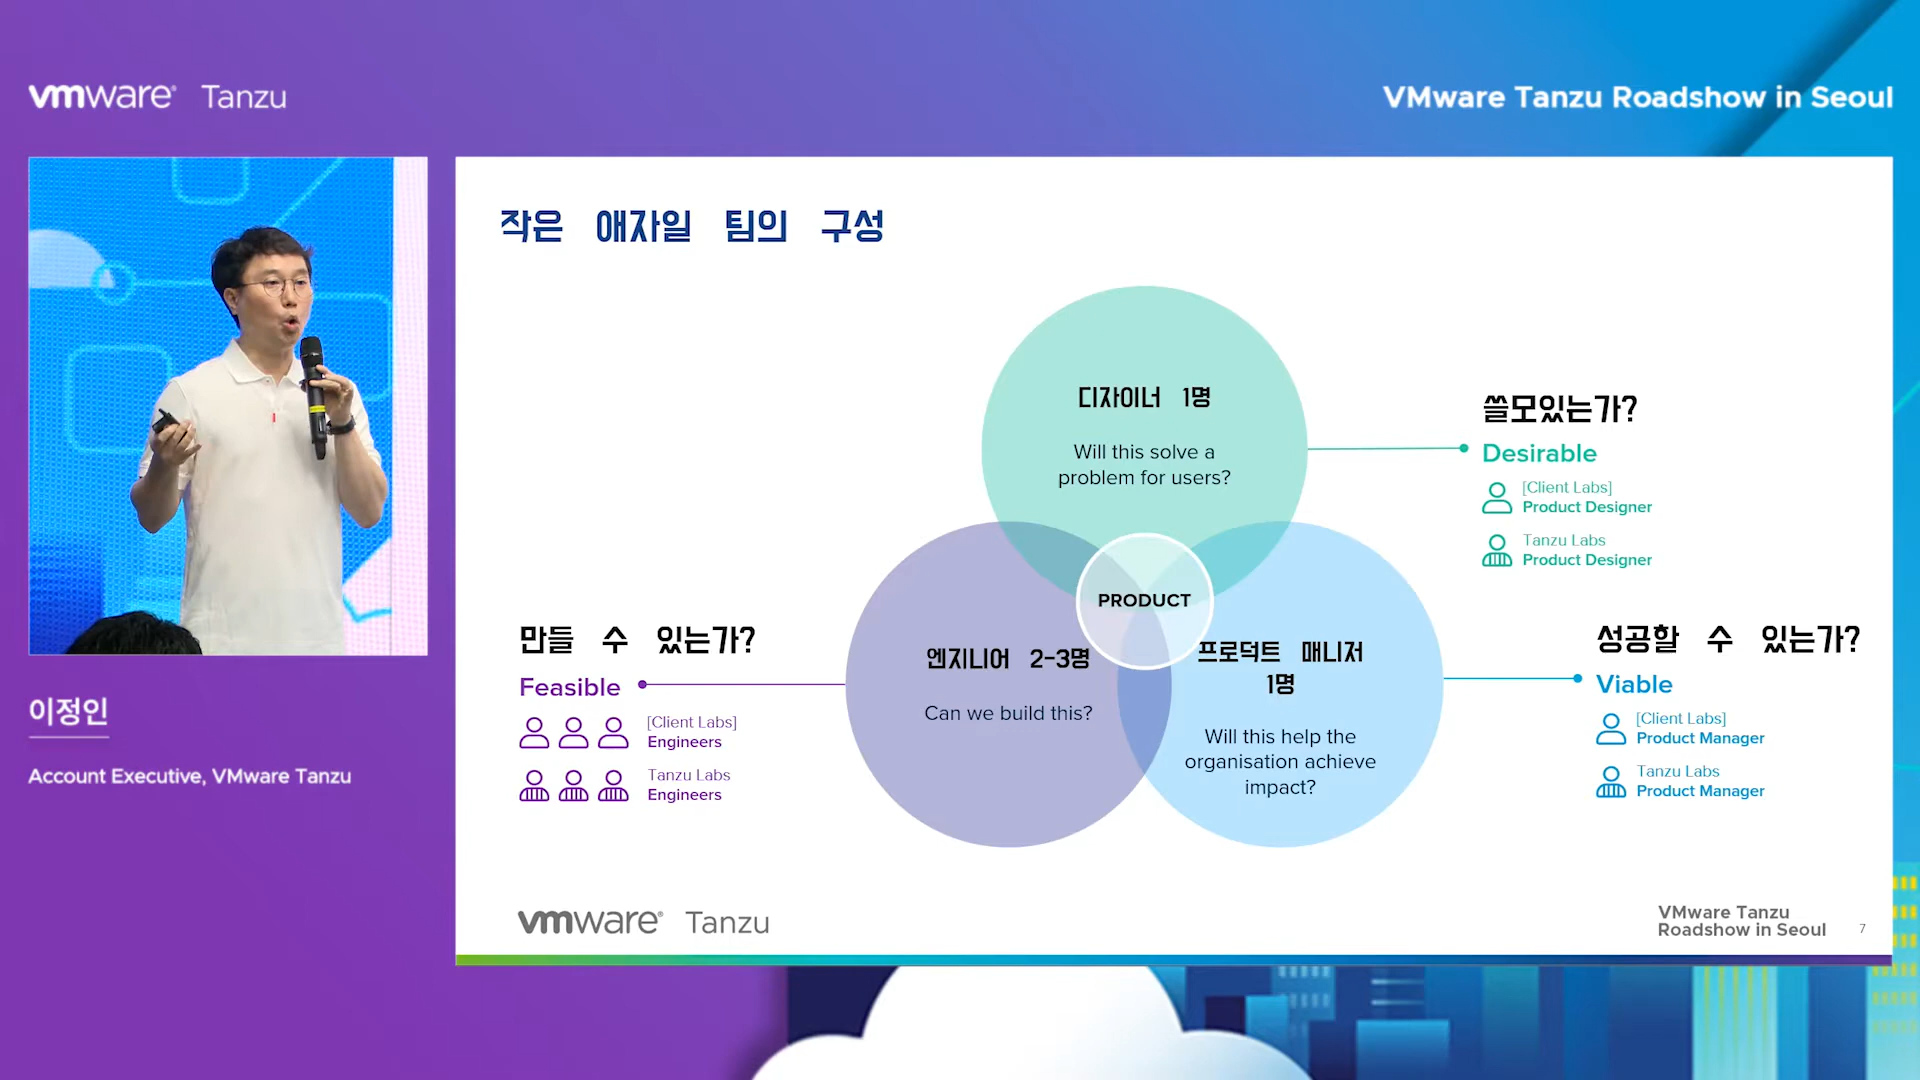 vmware® Tanzu
VMware Tanzu Roadshow in Seoul
이정인
Account Executive, VMware Tanzu
작은 애자일 팀의 구성
디자이너 1명
Will this solve a
problem for users?
쓸모있는가?
Desirable
[Client Labs]
Product Designer
Tanzu Labs
Product Designer
PRODUCT
만들 수 있는가?
Feasible
[Client Labs]
Engineers
Tanzu Labs
Engineers
엔지니어 2-3명
Can we build this?
프로덕트 매니저
1명
Will this help the
organisation achieve
impact?
성공할 수 있는가?
Viable
[Client Labs]
Product Manager
Tanzu Labs
Product Manager
vmware® Tanzu
VMware Tanzu
Roadshow in Seoul
7